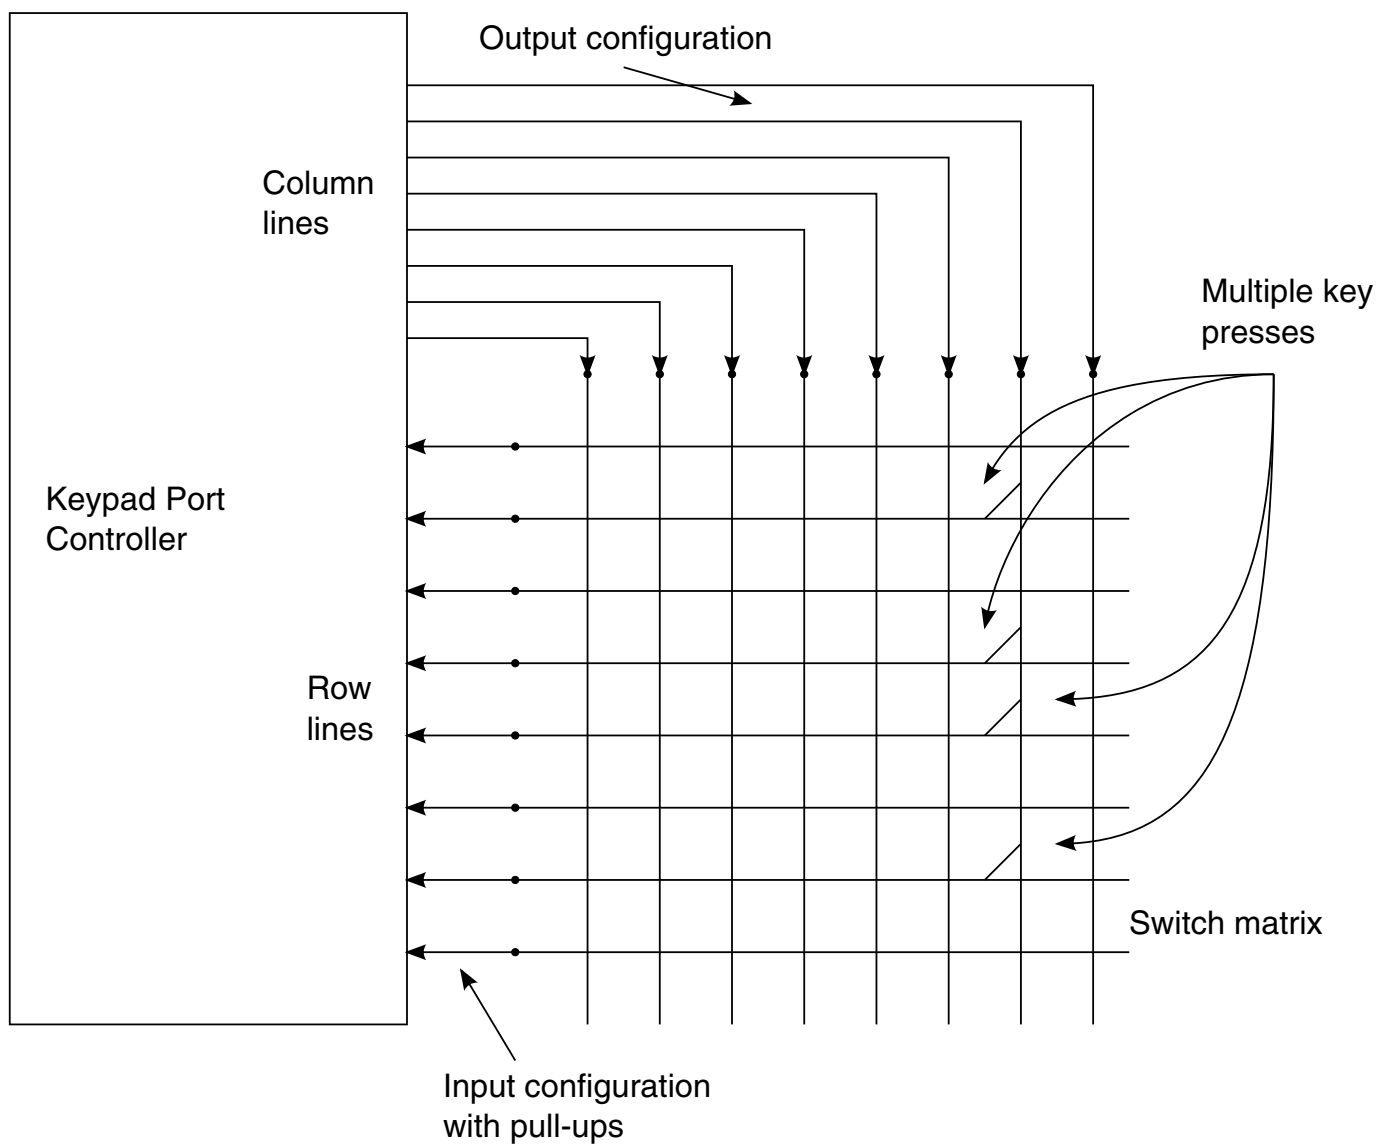 Output configuration
Column
lines
Multiple key
presses
Keypad Port
Controller
Row
lines
Switch matrix
Input configuration
with pull-ups